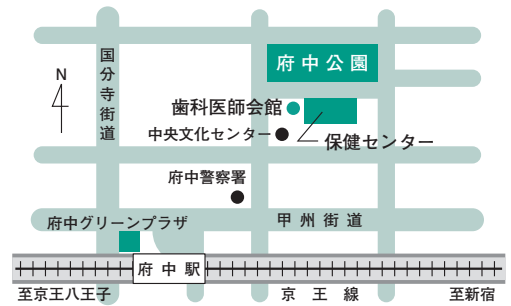 国分寺街道
府中公園
N
歯科医師会館
中央文化センター
保健センター
府中警察署
府中グリーンプラザ
甲州街道
府中駅
至京王八王子
京王線
至新宿